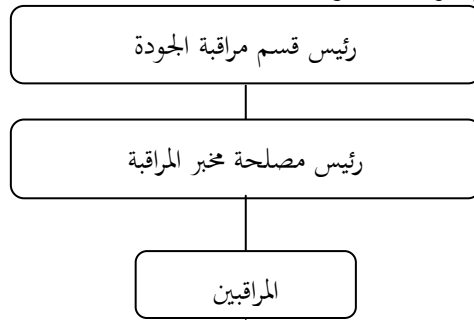 رئيس قسم مراقبة الجودة
رئيس مصلحة مخبر المراقبة
المراقبين